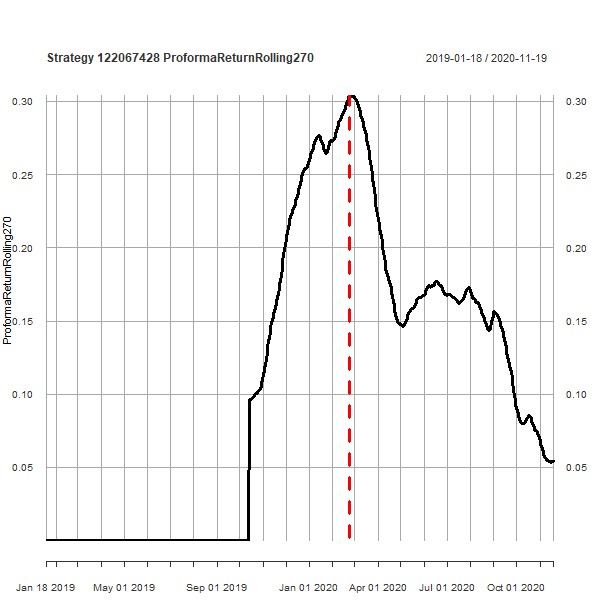 Strategy 122067428 ProformaReturnRolling270
2019-01-18 / 2020-11-19
ProformaReturnRolling270
0.30 0.30
0.25 0.25
0.20 0.20
0.15 0.15
0.10 0.10
0.05 0.05
Jan 18 2019 May 01 2019 Sep 01 2019 Jan 01 2020 Apr 01 2020 Jul 01 2020 Oct 01 2020